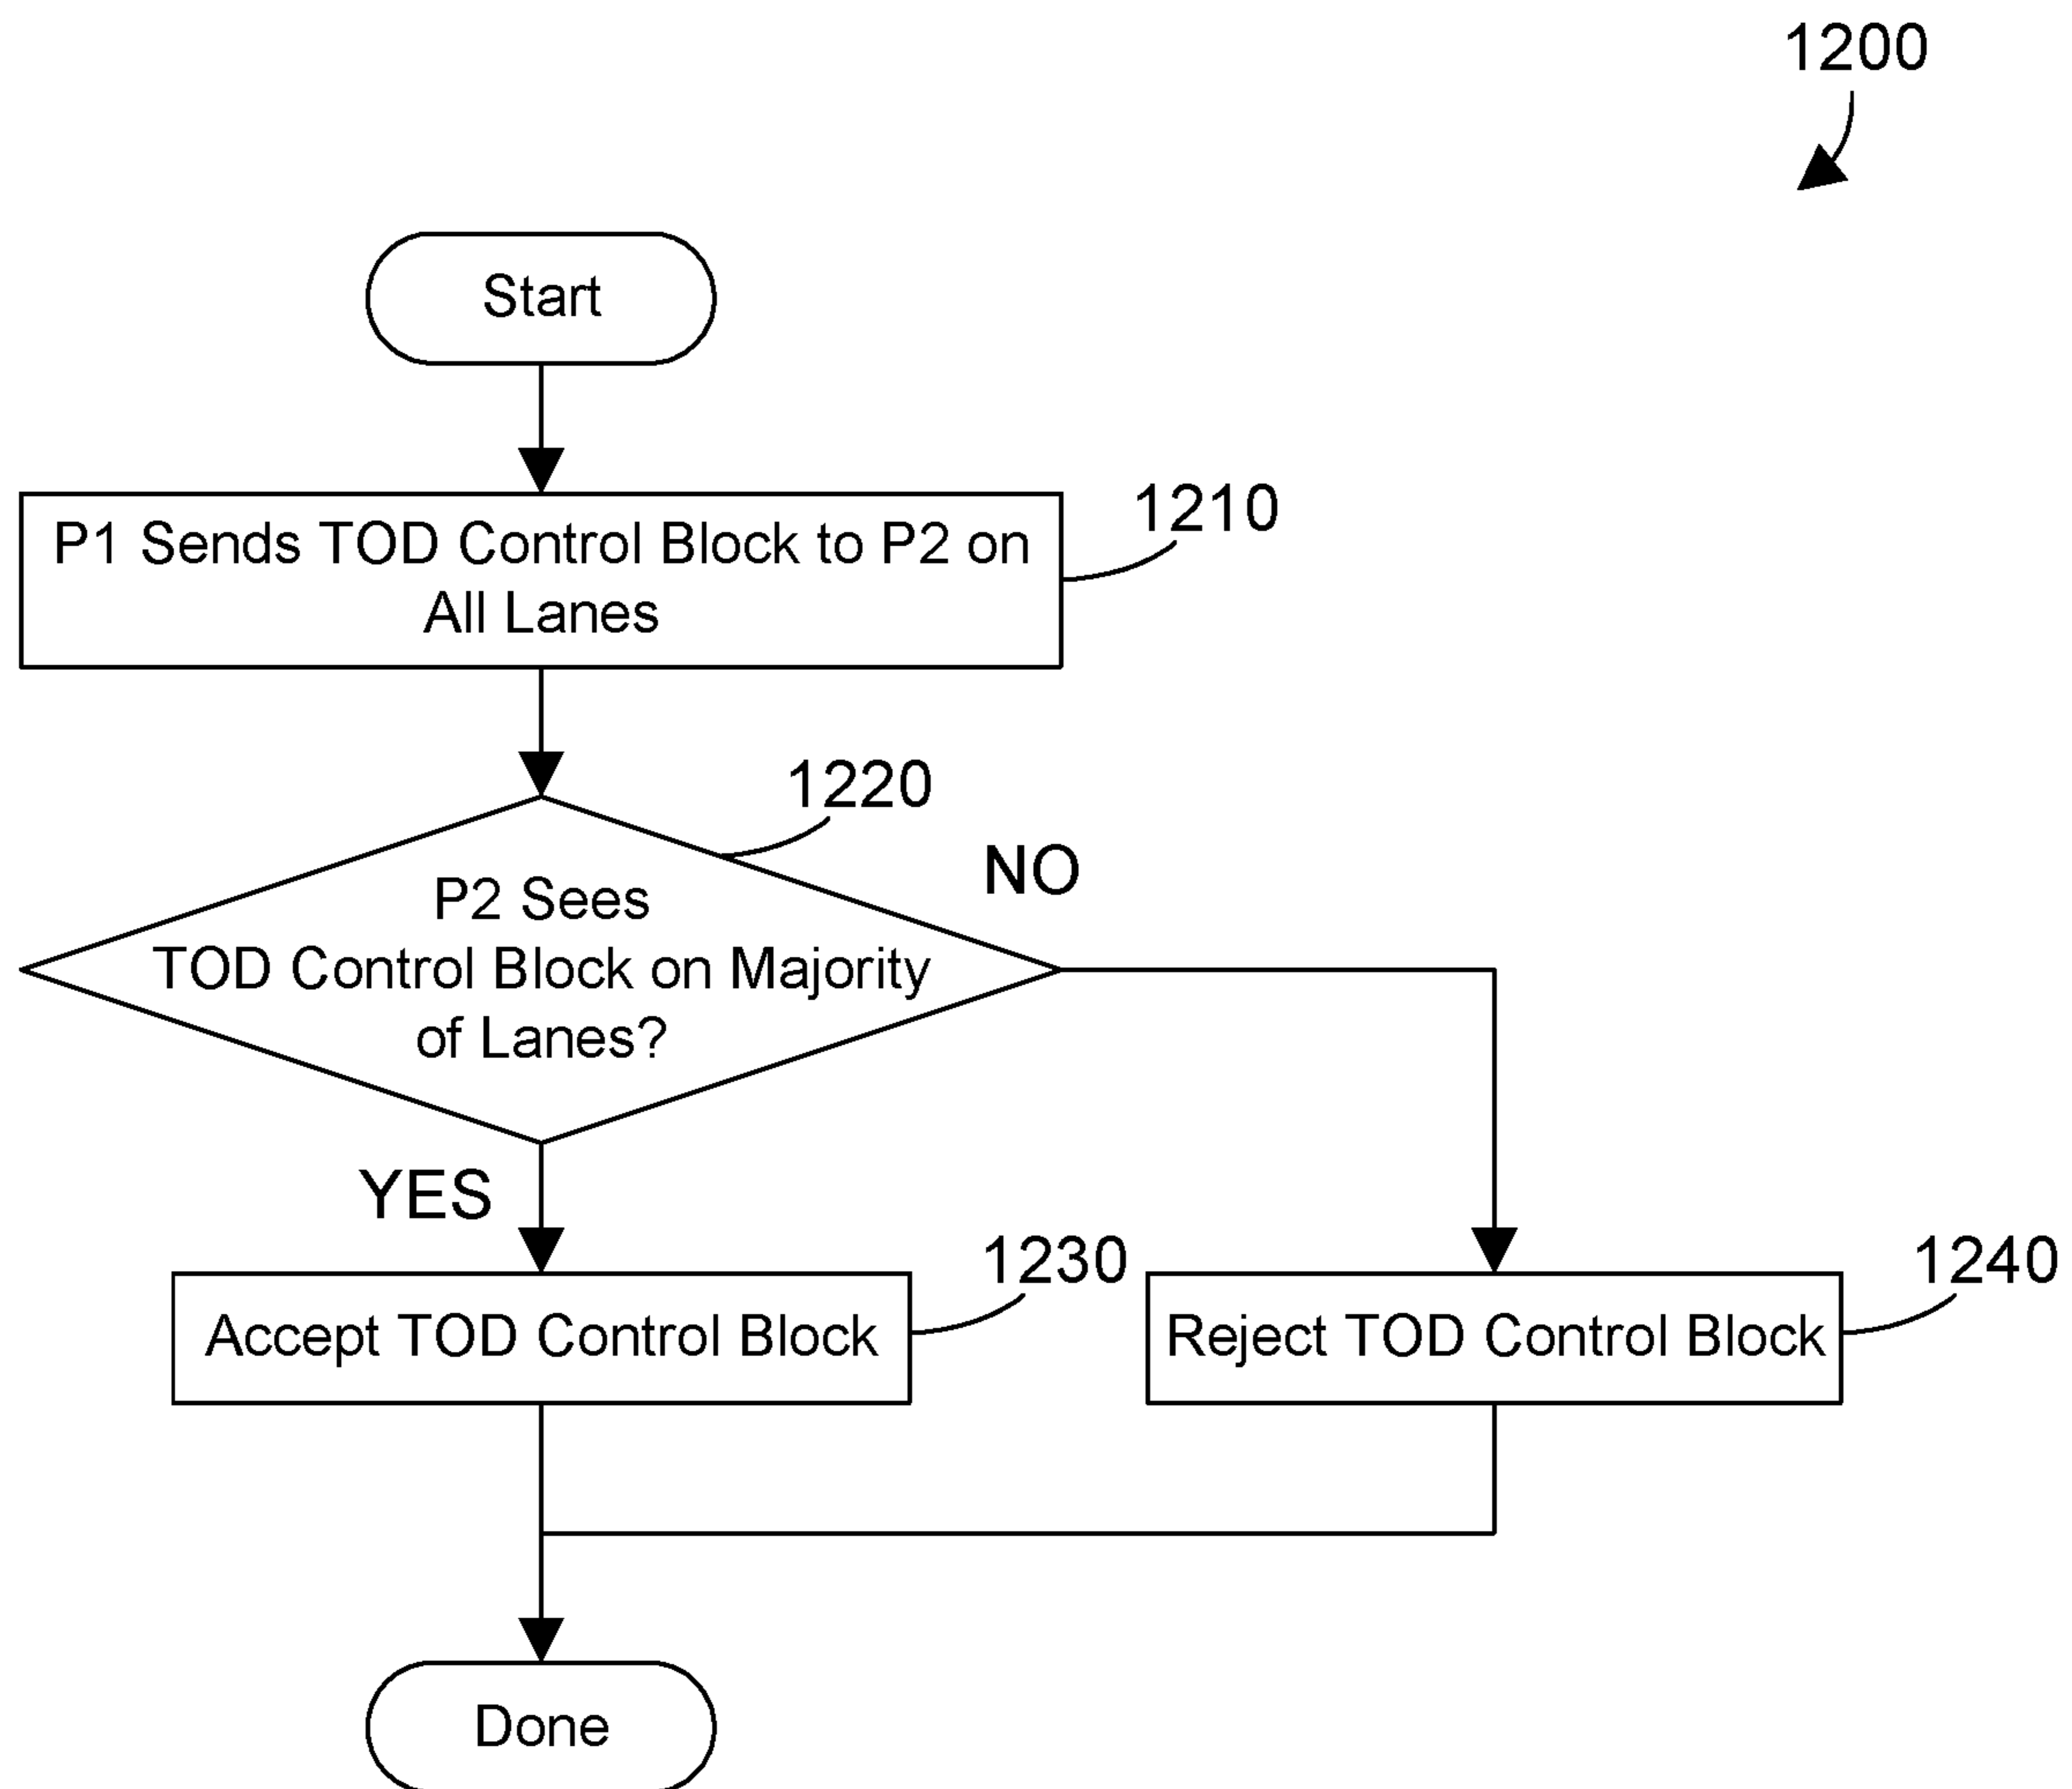 1200
Start
P1 Sends TOD Control Block to P2 on
All Lanes
1210
1220
P2 Sees
TOD Control Block on Majority
of Lanes?
NO
YES
1230
Accept TOD Control Block
1240
Reject TOD Control Block
Done